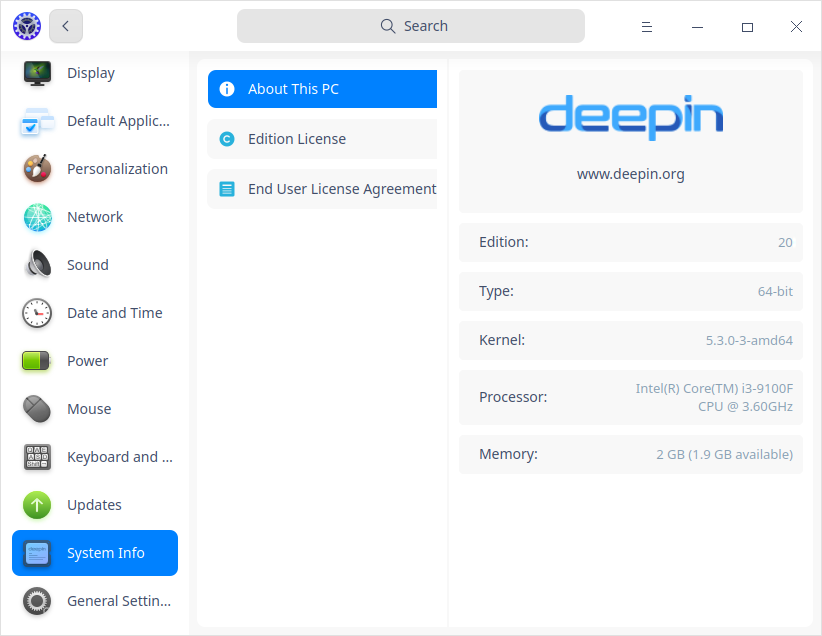 Search
Display
Default Applic...
Personalization
Network
Sound
Date and Time
Power
Mouse
Keyboard and ...
Updates
System Info
General Settin...
About This PC
Edition License
End User License Agreement
deepin
www.deepin.org
Edition: 20
Type: 64-bit
Kernel: 5.3.0-3-amd64
Processor: Intel(R) Core(TM) i3-9100F
CPU @ 3.60GHz
Memory: 2 GB (1.9 GB available)